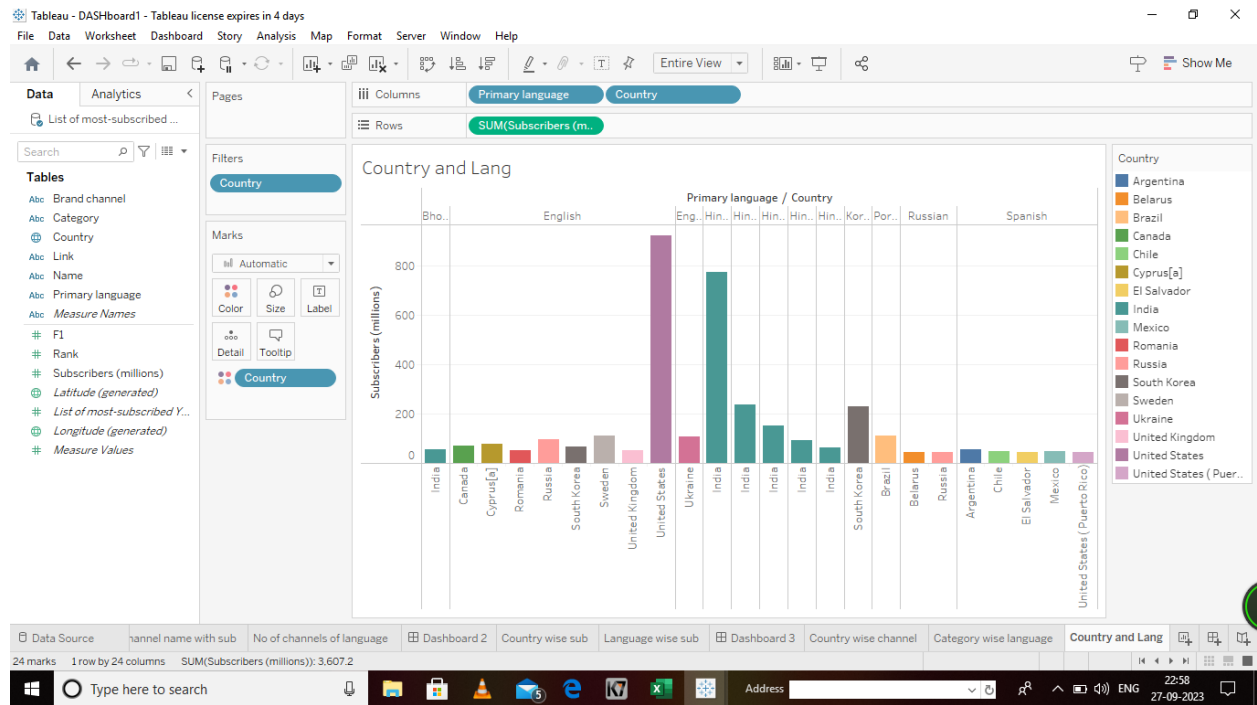 Tableau - DASHboard1 - Tableau license expires in 4 days
File Data Worksheet Dashboard Story Analysis Map Format Server Window Help
Entire View
Show Me
Data Analytics
List of most-subscribed ...
Search
Tables
Abc Brand channel
Abc Category
Country
Abc Link
Abc Name
Abc Primary language
Abc Measure Names
# F1
# Rank
# Subscribers (millions)
Latitude (generated)
# List of most-subscribed Y...
Longitude (generated)
# Measure Values
Pages
Filters
Country
Marks
Automatic
Color Size Label
Detail Tooltip
Country
iii Columns Primary language Country
Rows SUM(Subscribers (m..
Country and Lang
Primary language / Country
Bho.. English Eng.. Hin.. Hin.. Hin.. Hin.. Hin.. Kor.. Por.. Russian Spanish
Subscribers (millions)
800
600
400
200
0
India
Canada
Cyprus[a]
Romania
Russia
South Korea
Sweden
United Kingdom
United States
Ukraine
India
India
India
India
India
South Korea
Brazil
Belarus
Russia
Argentina
Chile
El Salvador
Mexico
United States ( Puerto Rico)
Country
Argentina
Belarus
Brazil
Canada
Chile
Cyprus[a]
El Salvador
India
Mexico
Romania
Russia
South Korea
Sweden
Ukraine
United Kingdom
United States
United States ( Puer..
Data Source hannel name with sub No of channels of language Dashboard 2 Country wise sub Language wise sub Dashboard 3 Country wise channel Category wise language Country and Lang
24 marks 1 row by 24 columns SUM(Subscribers (millions)): 3,607.2
Type here to search
5
K7
Address
ENG
22:58
27-09-2023